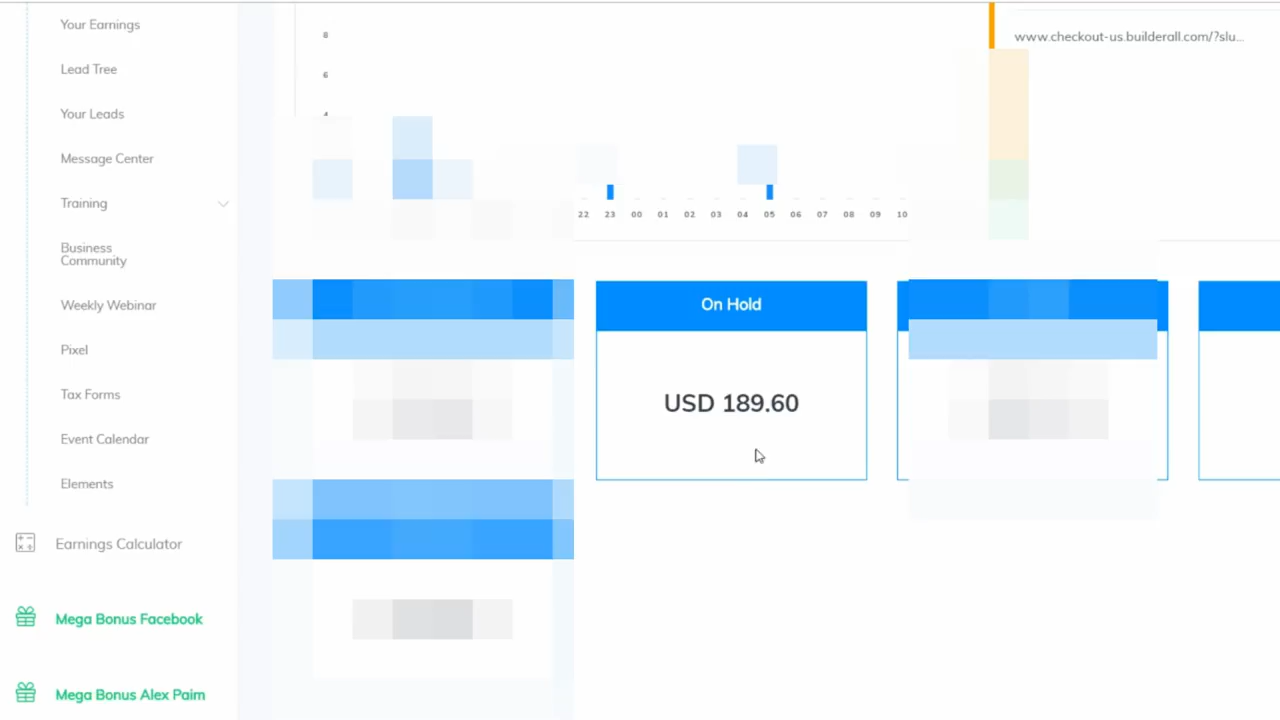 Your Earnings
Lead Tree
Your Leads
Message Center
Training
Business
Community
Weekly Webinar
Pixel
Tax Forms
Event Calendar
Elements
Earnings Calculator
Mega Bonus Facebook
Mega Bonus Alex Paim
8
6
4
22 23 00 01 02 03 04 05 06 07 08 09 10
www.checkout-us.builderall.com/?slu...
On Hold
USD 189.60